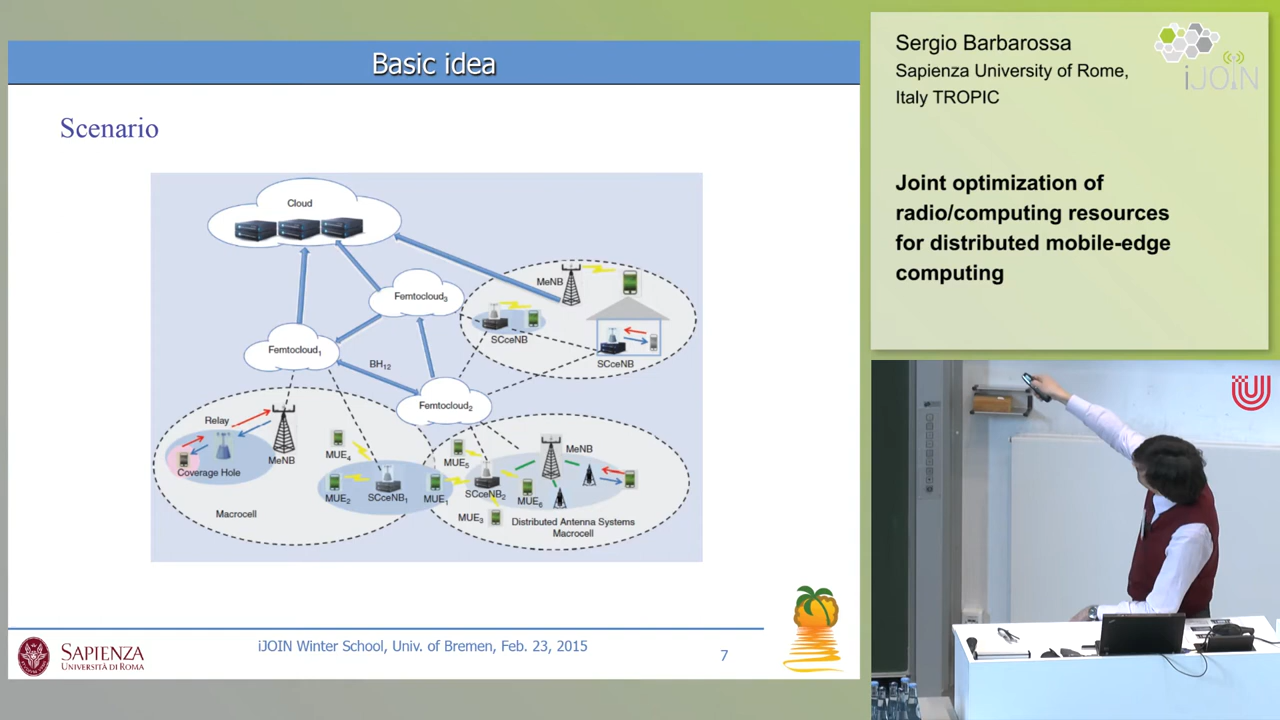 Basic idea
Scenario
Cloud
Femtocloud3
MeNB
SCceNB
SCceNB
Femtocloud1
BH12
Femtocloud2
Relay
MeNB
Coverage Hole
Macrocell
MUE4
MUE2
SCceNB1
MUE1
MUE5
SCceNB2
MUE3
MUE6
MeNB
Distributed Antenna Systems
Macrocell
SAPIENZA
UNIVERSITÀ DI ROMA
iJOIN Winter School, Univ. of Bremen, Feb. 23, 2015
7
Sergio Barbarossa
Sapienza University of Rome,
Italy TROPIC
iJOIN
Joint optimization of
radio/computing resources
for distributed mobile-edge
computing